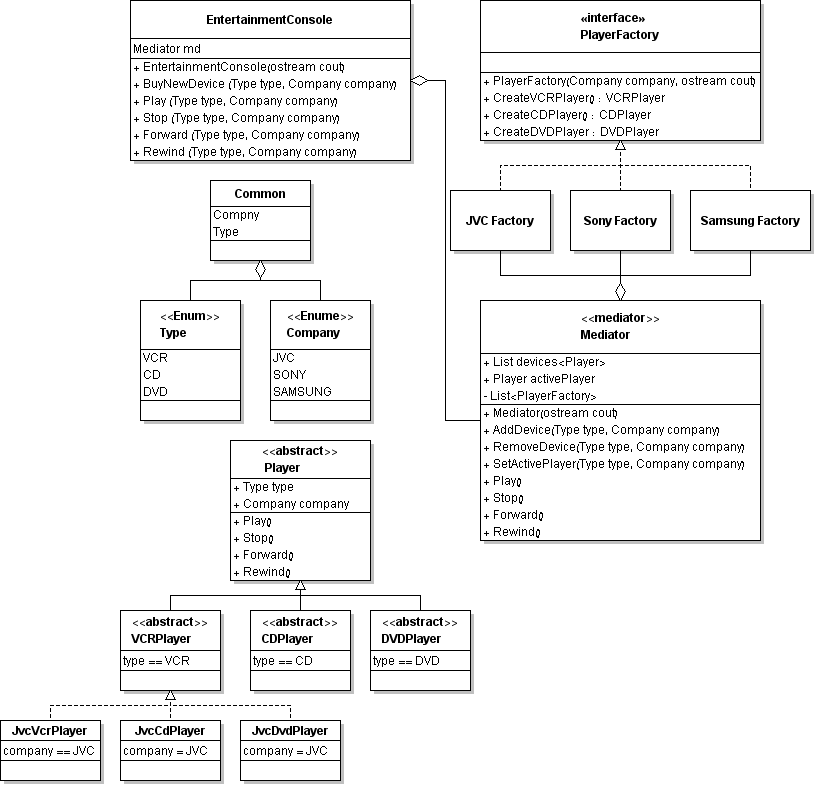 EntertainmentConsole
Mediator md
+ EntertainmentConsole(ostream cout)
+ BuyNewDevice (Type type, Company company)
+ Play (Type type, Company company)
+ Stop (Type type, Company company)
+ Forward (Type type, Company company)
+ Rewind (Type type, Company company)
«interface»
PlayerFactory
+ PlayerFactory(Company company, ostream cout)
+ CreateVCRPlayer() : VCRPlayer
+ CreateCDPlayer() : CDPlayer
+ CreateDVDPlayer : DVDPlayer
Common
Compny
Type
JVC Factory
Sony Factory
Samsung Factory
<<Enum>>
Type
VCR
CD
DVD
<<Enume>>
Company
JVC
SONY
SAMSUNG
<<mediator>>
Mediator
+ List devices<Player>
+ Player activePlayer
- List<PlayerFactory>
+ Mediator(ostream cout)
+ AddDevice(Type type, Company company)
+ RemoveDevice(Type type, Company company)
+ SetActivePlayer(Type type, Company company)
+ Play()
+ Stop()
+ Forward()
+ Rewind()
<<abstract>>
Player
+ Type type
+ Company company
+ Play()
+ Stop()
+ Forward()
+ Rewind()
<<abstract>>
VCRPlayer
type == VCR
<<abstract>>
CDPlayer
type == CD
<<abstract>>
DVDPlayer
type == DVD
JvcVcrPlayer
company == JVC
JvcCdPlayer
company = JVC
JvcDvdPlayer
company = JVC